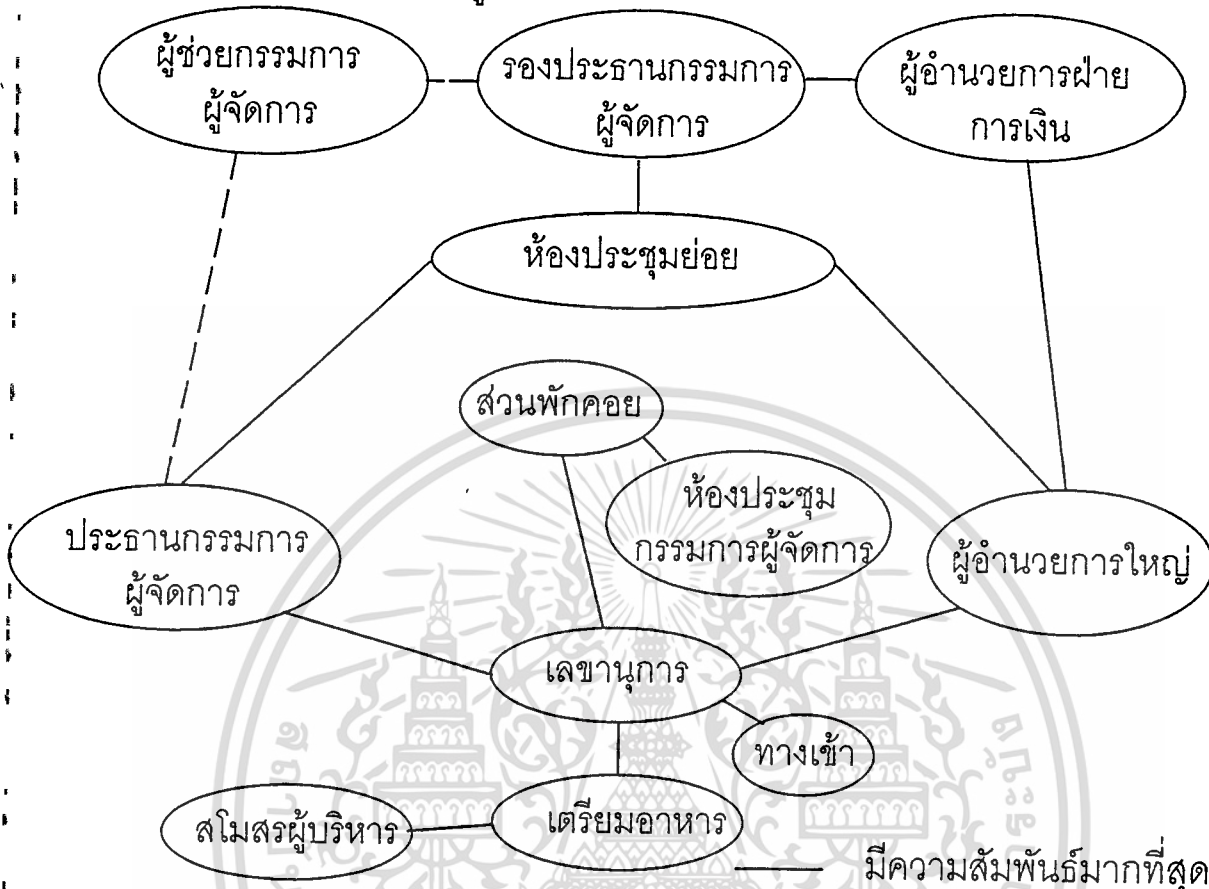 ผู้ช่วยกรรมการ
ผู้จัดการ
รองประธานกรรมการ
ผู้จัดการ
ผู้อำนวยการฝ่าย
การเงิน
ห้องประชุมย่อย
ส่วนพักคอย
ห้องประชุม
กรรมการผู้จัดการ
ประธานกรรมการ
ผู้จัดการ
ผู้อำนวยการใหญ่
เลขานุการ
ทางเข้า
สโมสรผู้บริหาร
เตรียมอาหาร
มีความสัมพันธ์มากที่สุด